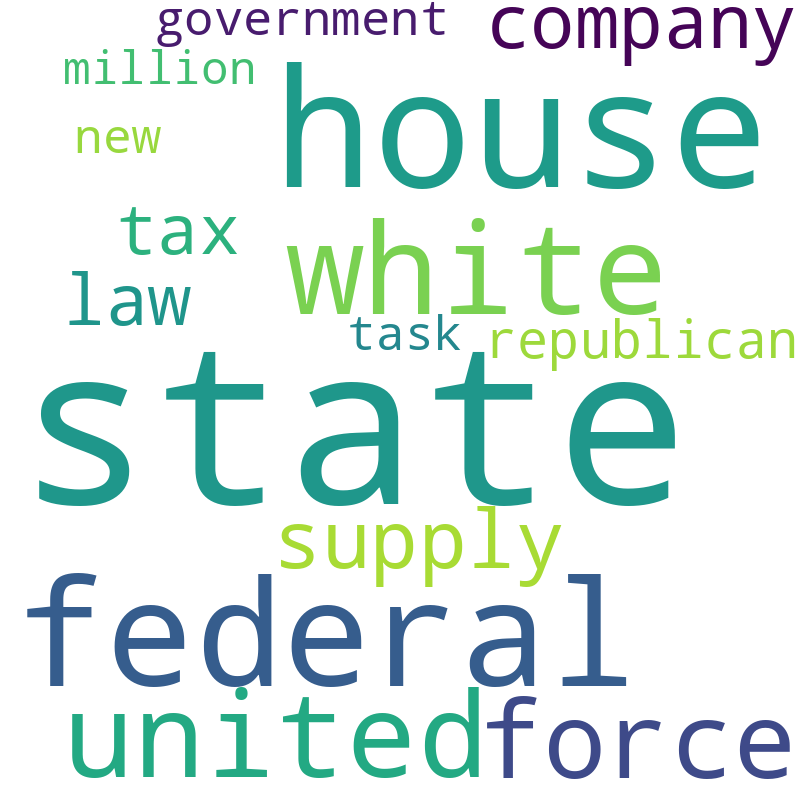 government company
million
house
new
tax white
law
task republican
state
supply
federal
united force